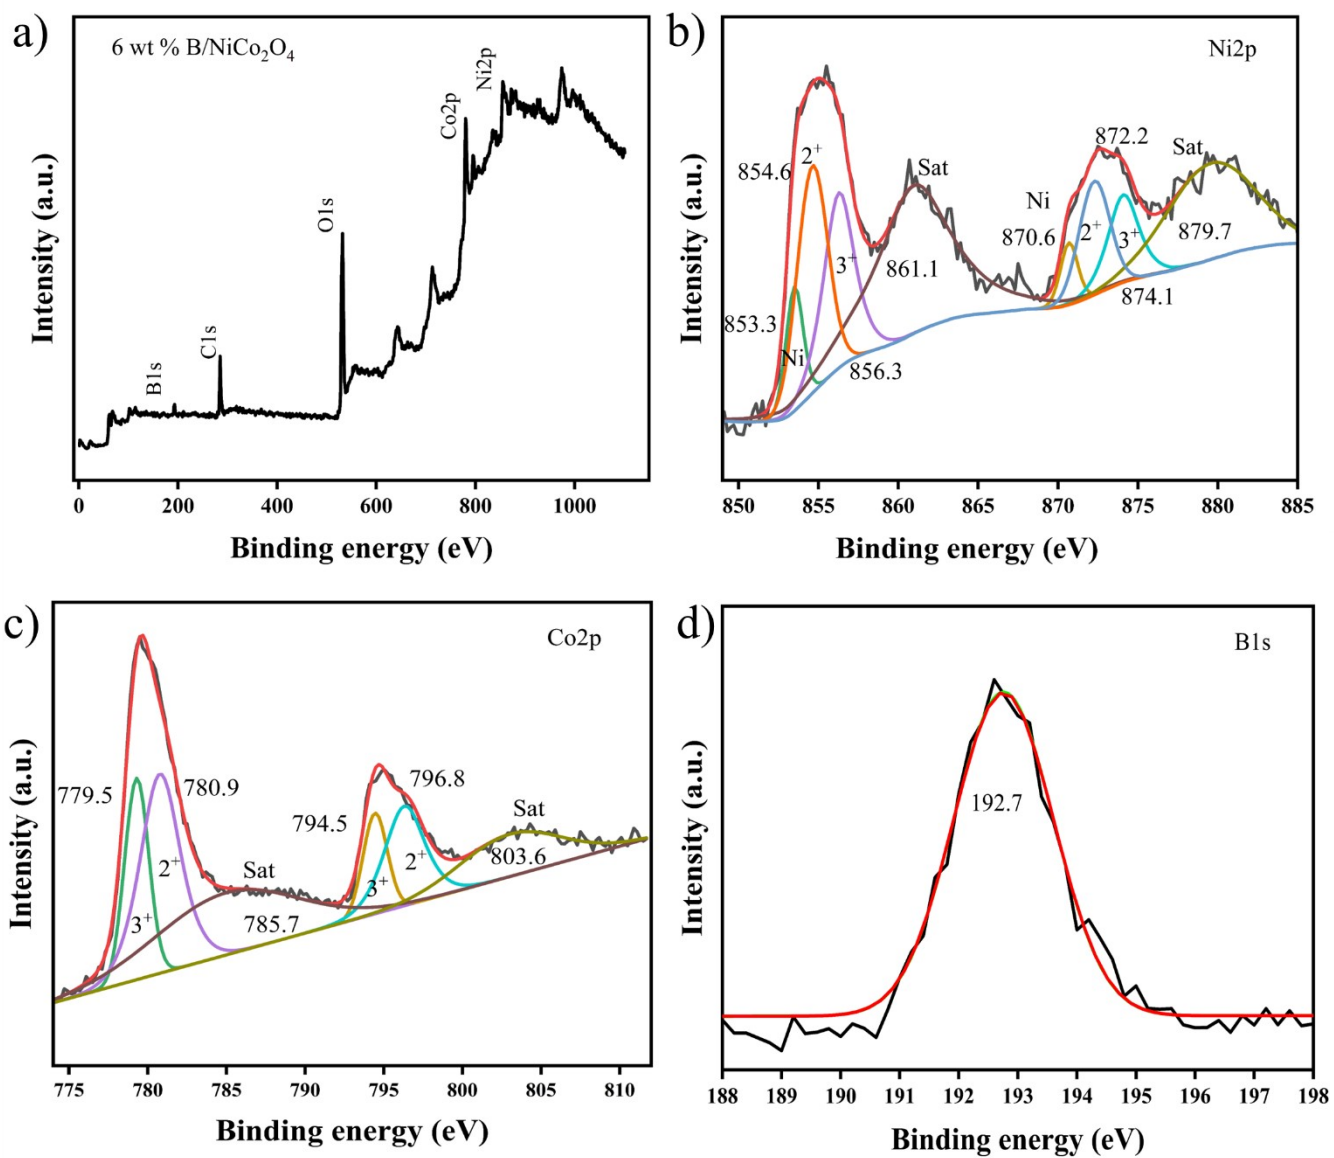 a)
6 wt % B/NiCo₂O₄
B1s
C1s
O1s
Co2p
Ni2p
Intensity (a.u.)
0 200 400 600 800 1000
Binding energy (eV)
b)
Ni2p
854.6
2⁺
853.3
Ni
3⁺
856.3
Sat
861.1
Ni
870.6
872.2
2⁺
3⁺
874.1
Sat
879.7
Intensity (a.u.)
850 855 860 865 870 875 880 885
Binding energy (eV)
c)
Co2p
779.5
780.9
3⁺
2⁺
Sat
785.7
794.5
796.8
3⁺
2⁺
Sat
803.6
Intensity (a.u.)
775 780 785 790 795 800 805 810
Binding energy (eV)
d)
B1s
192.7
Intensity (a.u.)
188 189 190 191 192 193 194 195 196 197 198
Binding energy (eV)